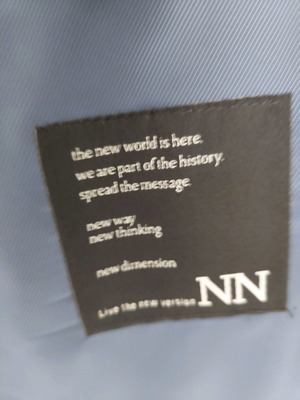 the new world is here.
we are part of the history.
spread the message.
new way
new thinking
new dimension
Live the new version NN